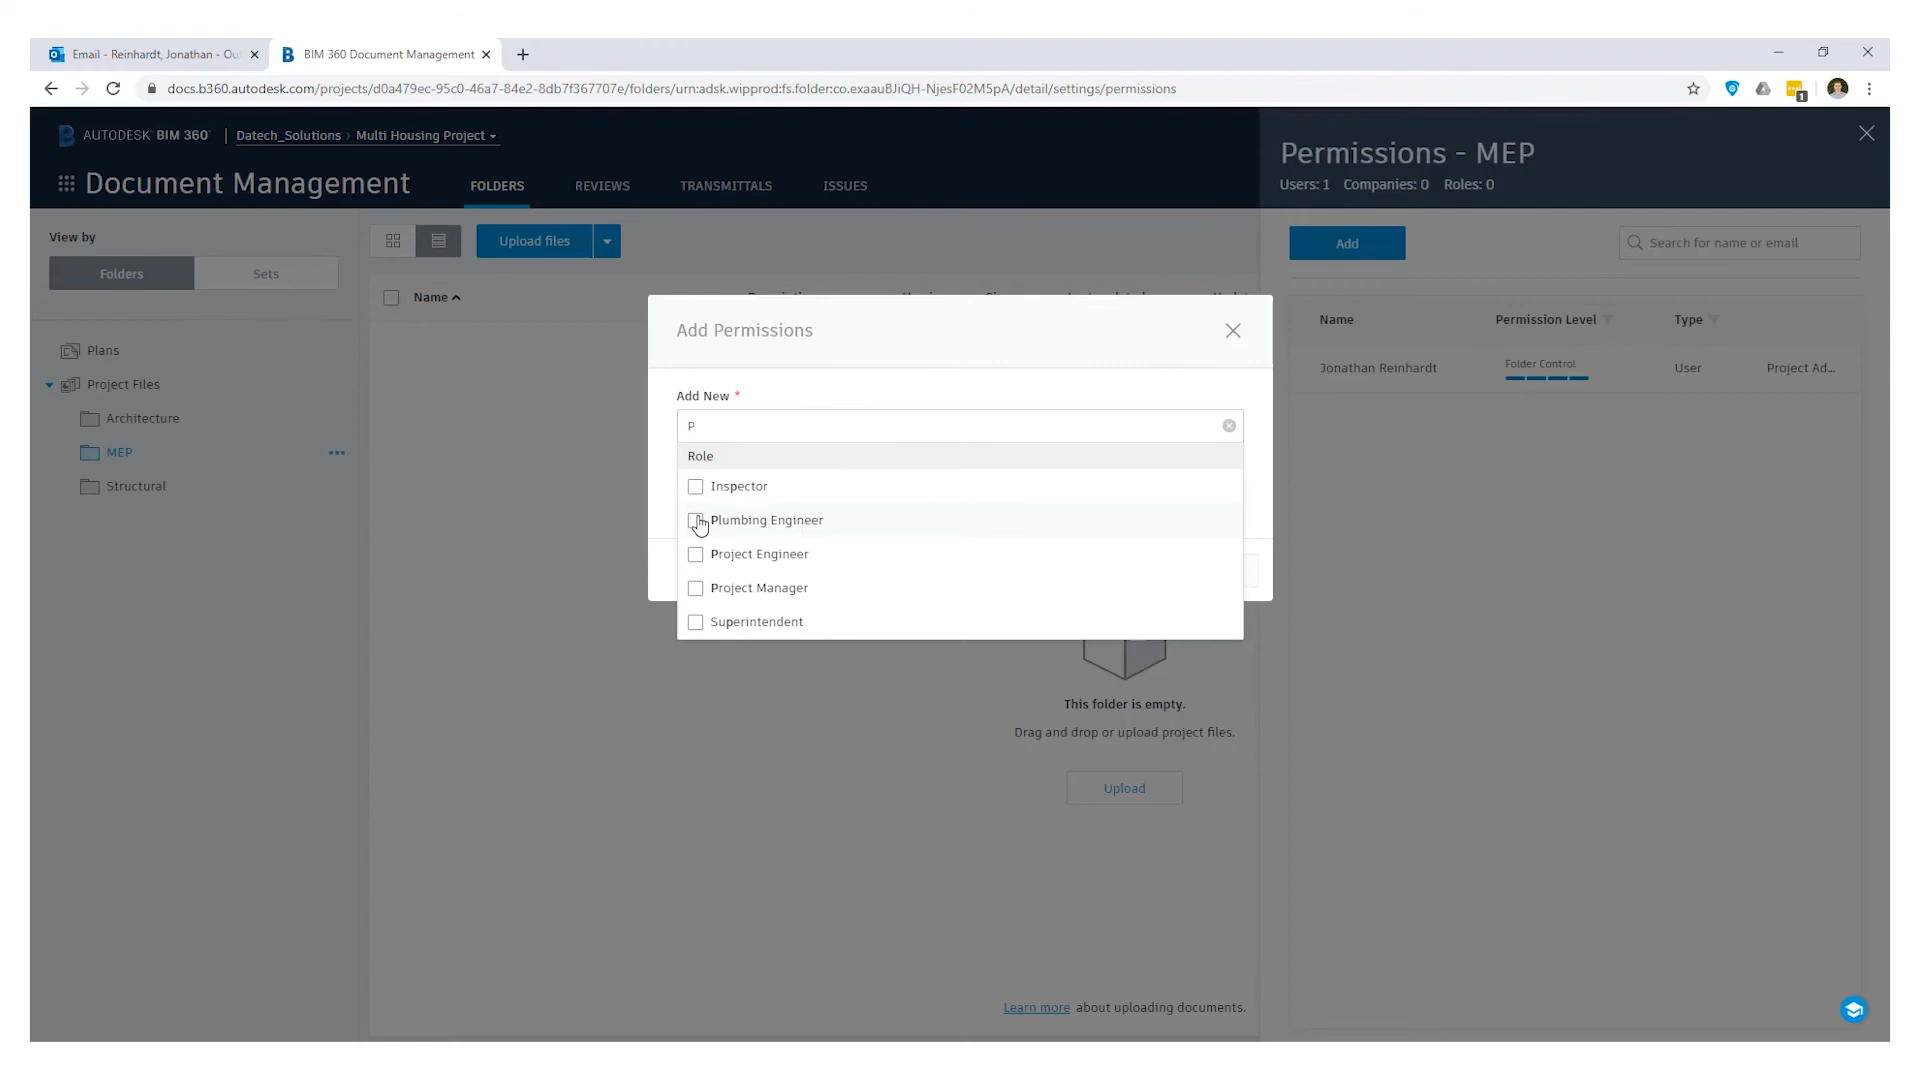 Email - Reinhardt, Jonathan - Ou
BIM 360 Document Management
docs.b360.autodesk.com/projects/d0a479ec-95c0-46a7-84e2-8db7f367707e/folders/urn:adsk.wipprod:fs.folder:co.exaauBJiQH-NjesF02M5pA/detail/settings/permissions
1
AUTODESK BIM 360
Datech_Solutions > Multi Housing Project
Document Management
FOLDERS
REVIEWS
TRANSMITTALS
ISSUES
Permissions - MEP
Users: 1 Companies: 0 Roles: 0
View by
Folders
Sets
Upload files
Add
Search for name or email
Name
Plans
Project Files
Architecture
MEP
Structural
Add Permissions
Add New *
P
Role
Inspector
Plumbing Engineer
Project Engineer
Project Manager
Superintendent
Name
Permission Level
Type
Jonathan Reinhardt
Folder Control
User
Project Ad...
This folder is empty.
Drag and drop or upload project files.
Upload
Learn more about uploading documents.